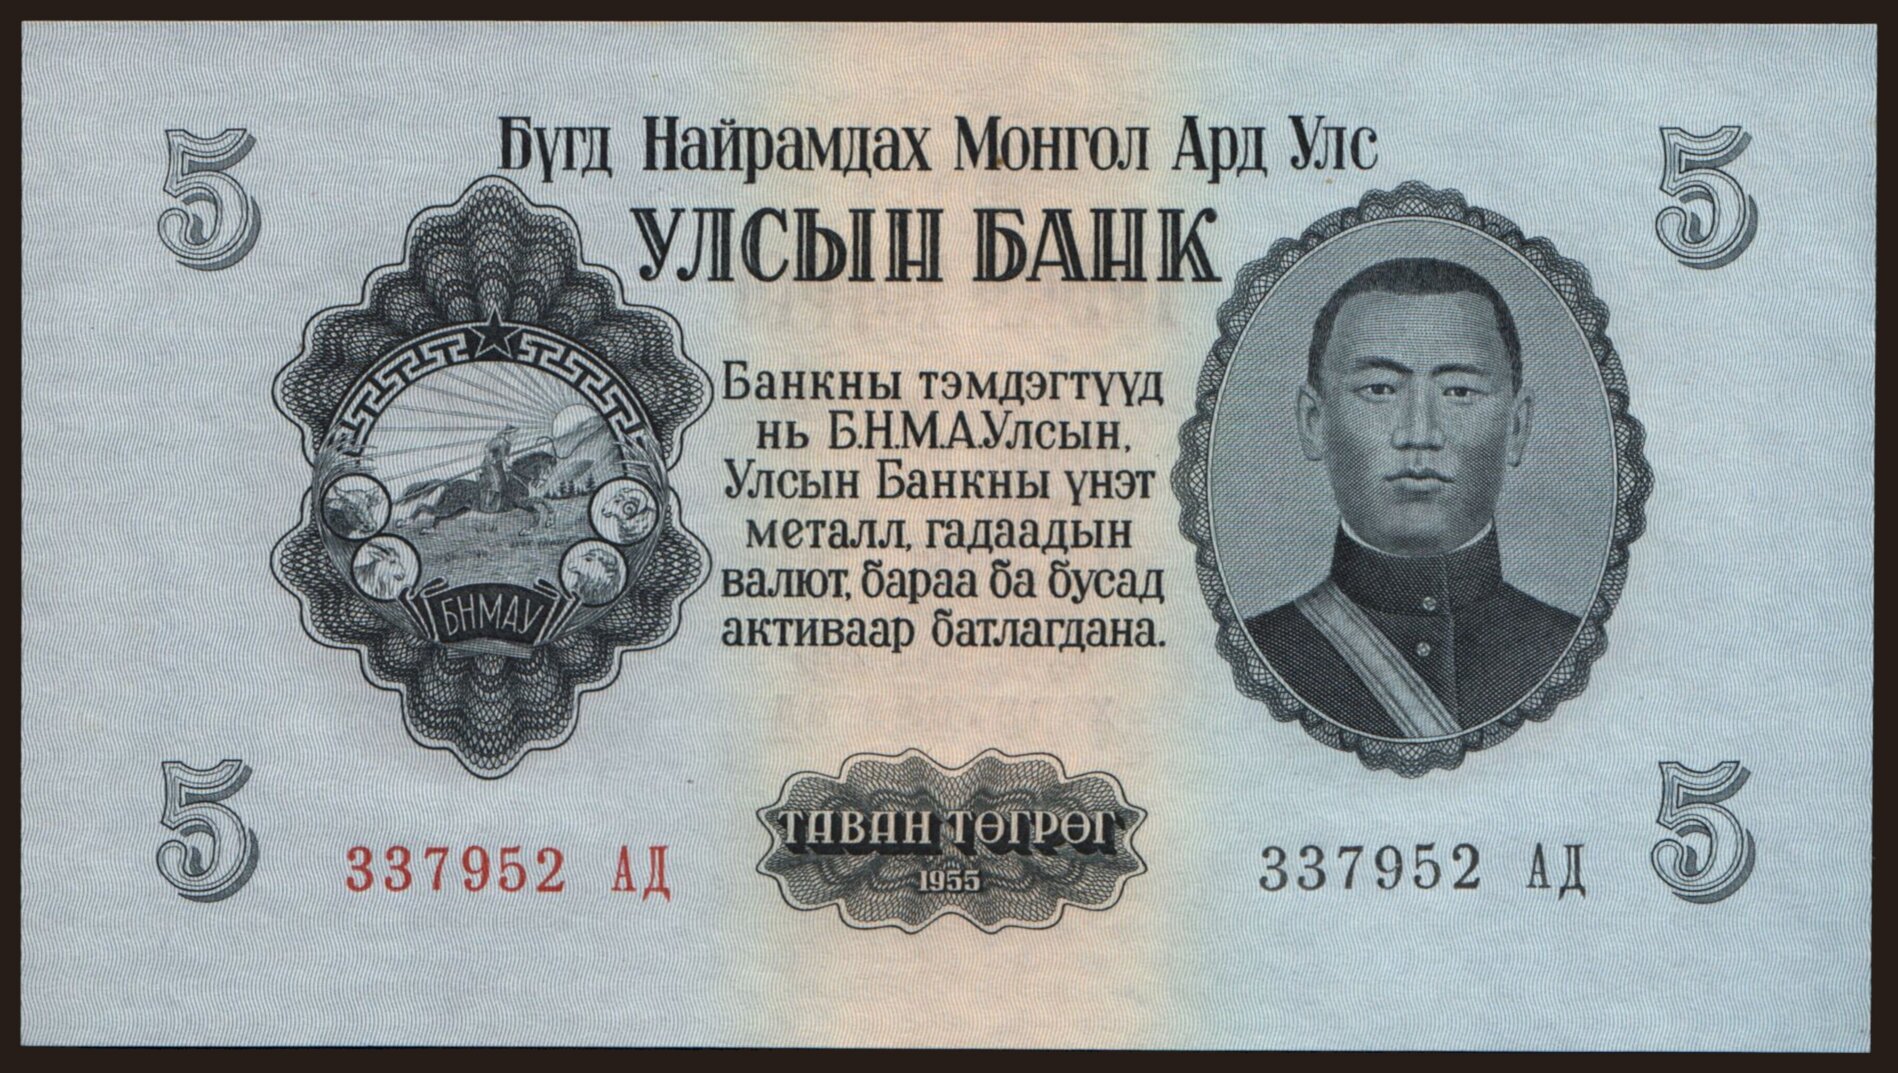 5 Бүгд Найрамдах Монгол Ард Улс 5
УЛСЫН БАНК
Банкны тэмдэгтүүд
нь Б.Н.М.А.Улсын,
Улсын Банкны үнэт
металл, гадаадын
валют, бараа ба бусад
активаар батлагдана.
БНМАУ
5 ТАВАН ТӨГРӨГ 5
337952 АД 1955 337952 АД